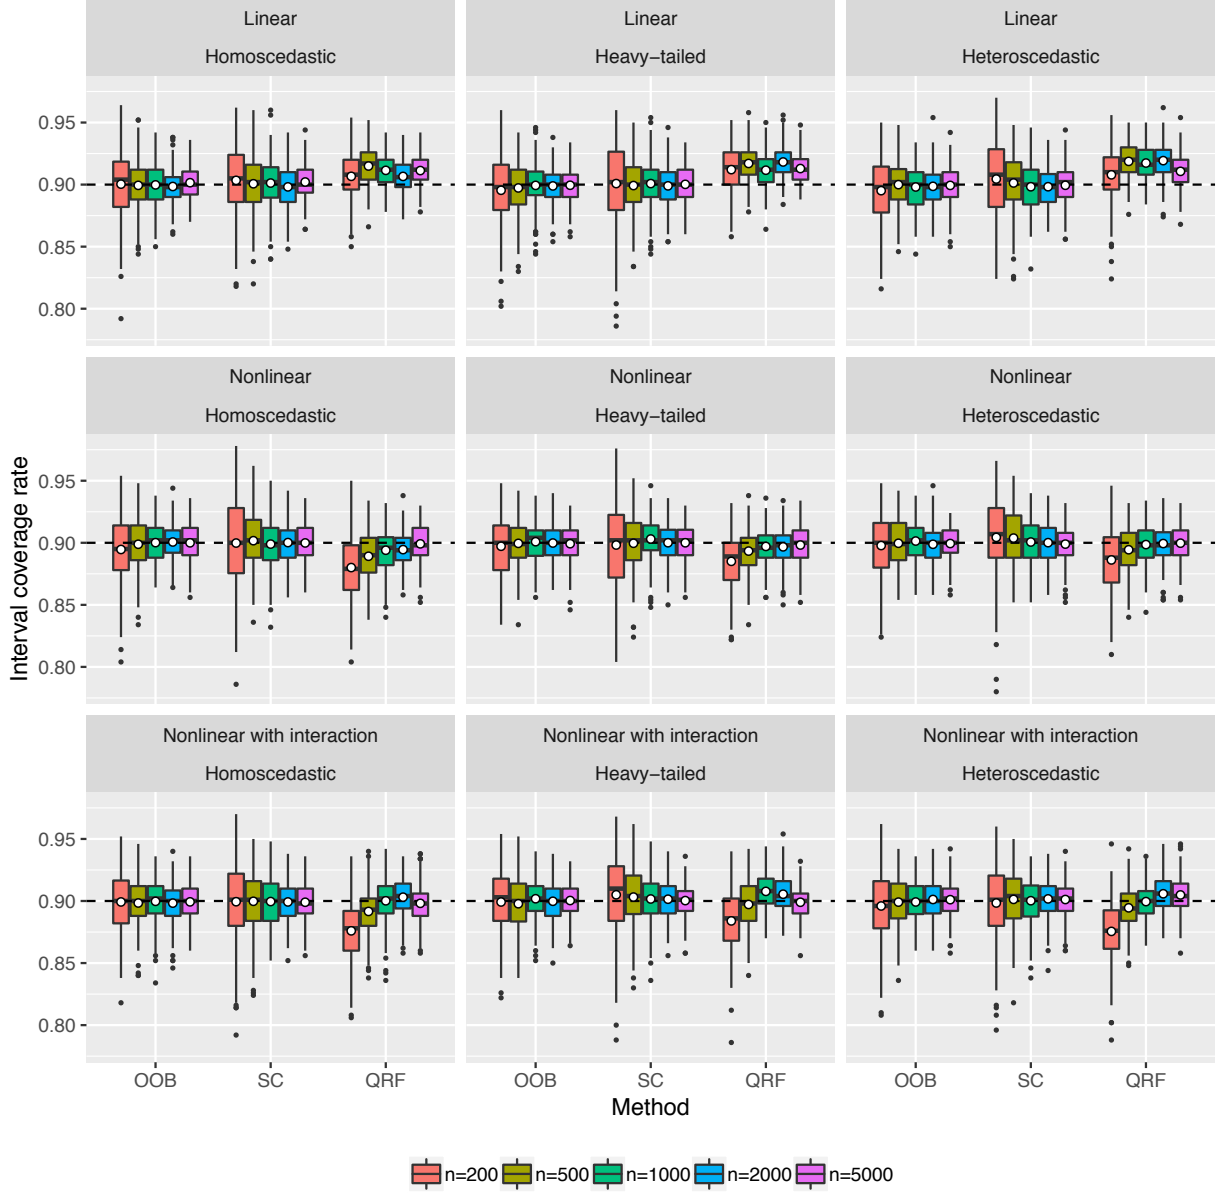 Linear
Linear
Linear
Homoscedastic
Heavy−tailed
Heteroscedastic
0.95
0.90
0.85
0.80
Nonlinear
Nonlinear
Nonlinear
Homoscedastic
Heavy−tailed
Heteroscedastic
0.95
0.90
0.85
0.80
Interval coverage rate
Nonlinear with interaction
Nonlinear with interaction
Nonlinear with interaction
Homoscedastic
Heavy−tailed
Heteroscedastic
0.95
0.90
0.85
0.80
OOB SC QRF
OOB SC QRF
OOB SC QRF
Method
n=200 n=500 n=1000 n=2000 n=5000